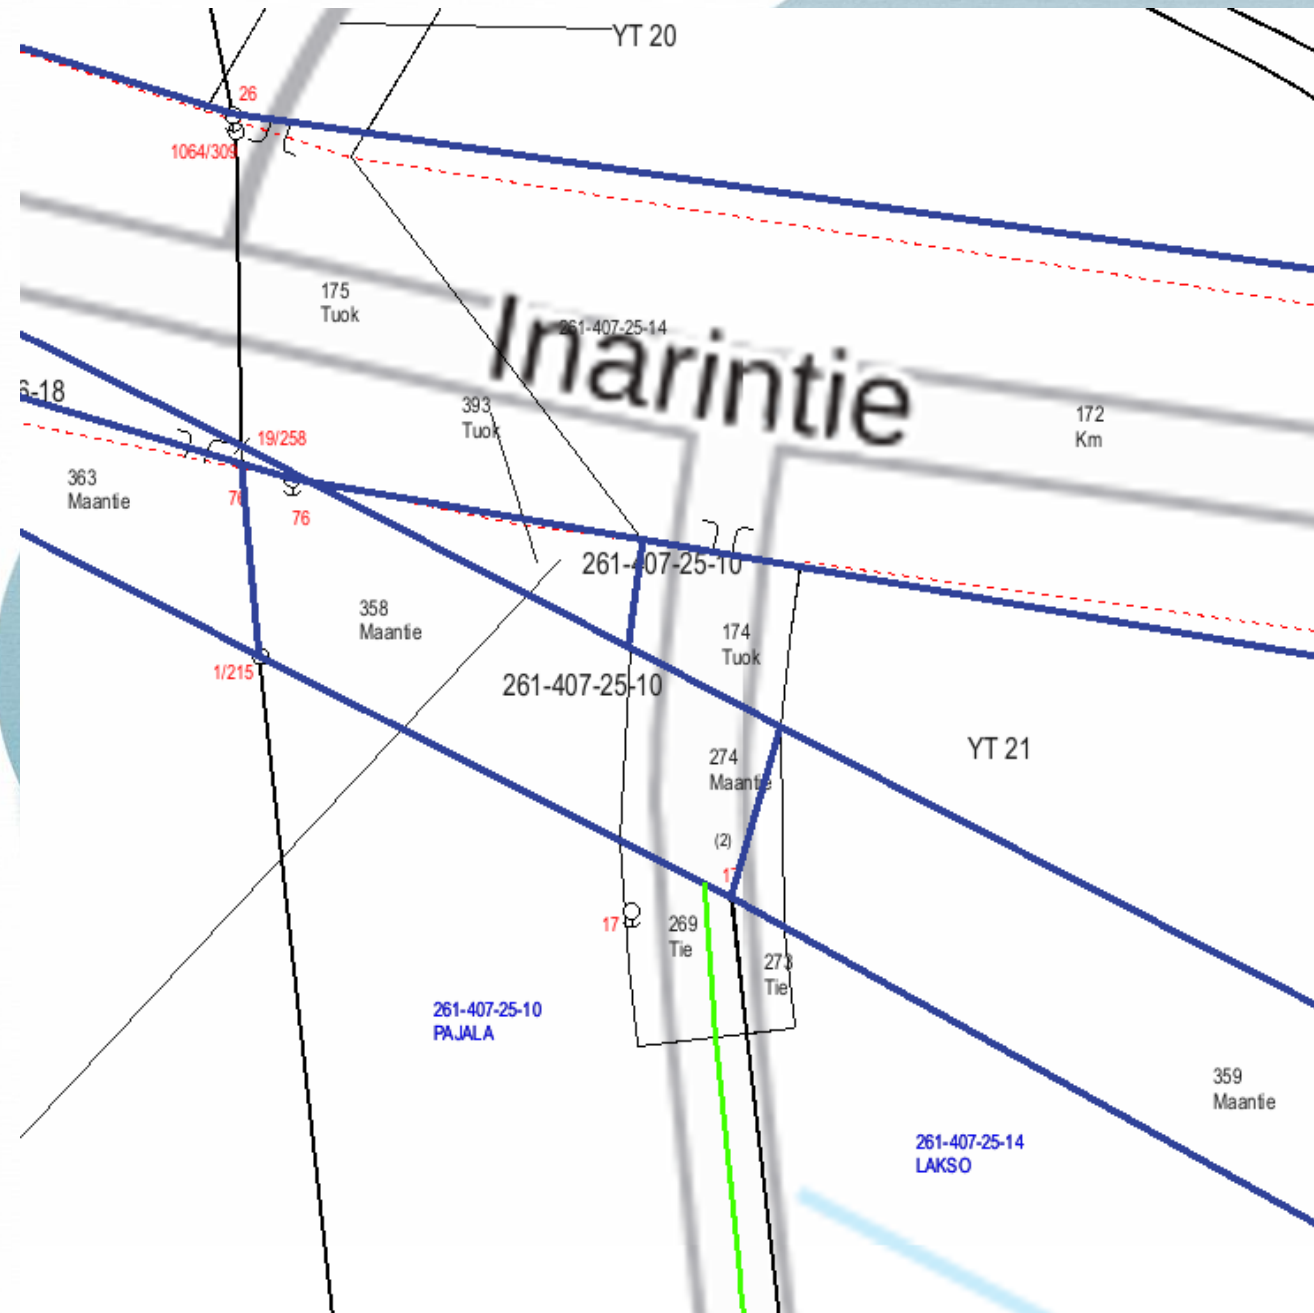 YT 20
26
1064/309
175
Tuok
261-407-25-14
Inarintie
6-18
393
Tuok
172
Km
19/258
363
Maantie
76
76
261-407-25-10
358
Maantie
174
Tuok
1/215
261-407-25-10
YT 21
274
Maantie
(2)
17
17
269
Tie
273
Tie
261-407-25-10
PAJALA
359
Maantie
261-407-25-14
LAKSO